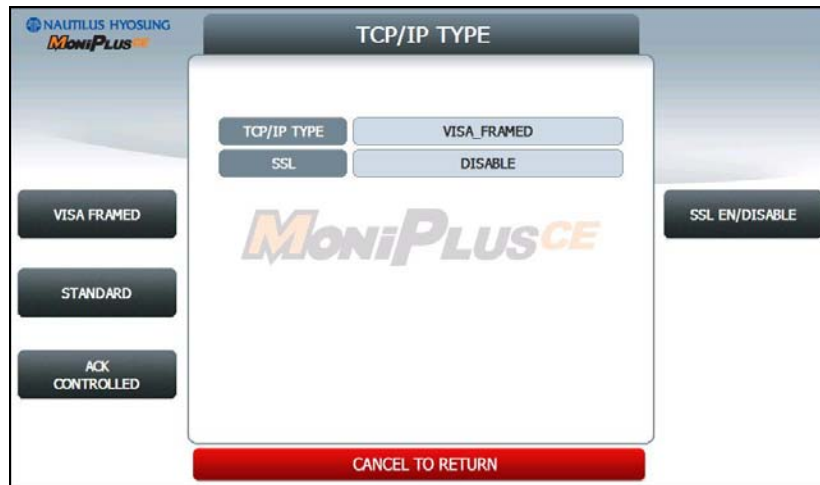 NAUTILUS HYOSUNG
MONIPLUS CE
TCP/IP TYPE
TCP/IP TYPE
VISA_FRAMED
SSL
DISABLE
VISA FRAMED
MONIPLUS CE
SSL EN/DISABLE
STANDARD
ACK
CONTROLLED
CANCEL TO RETURN